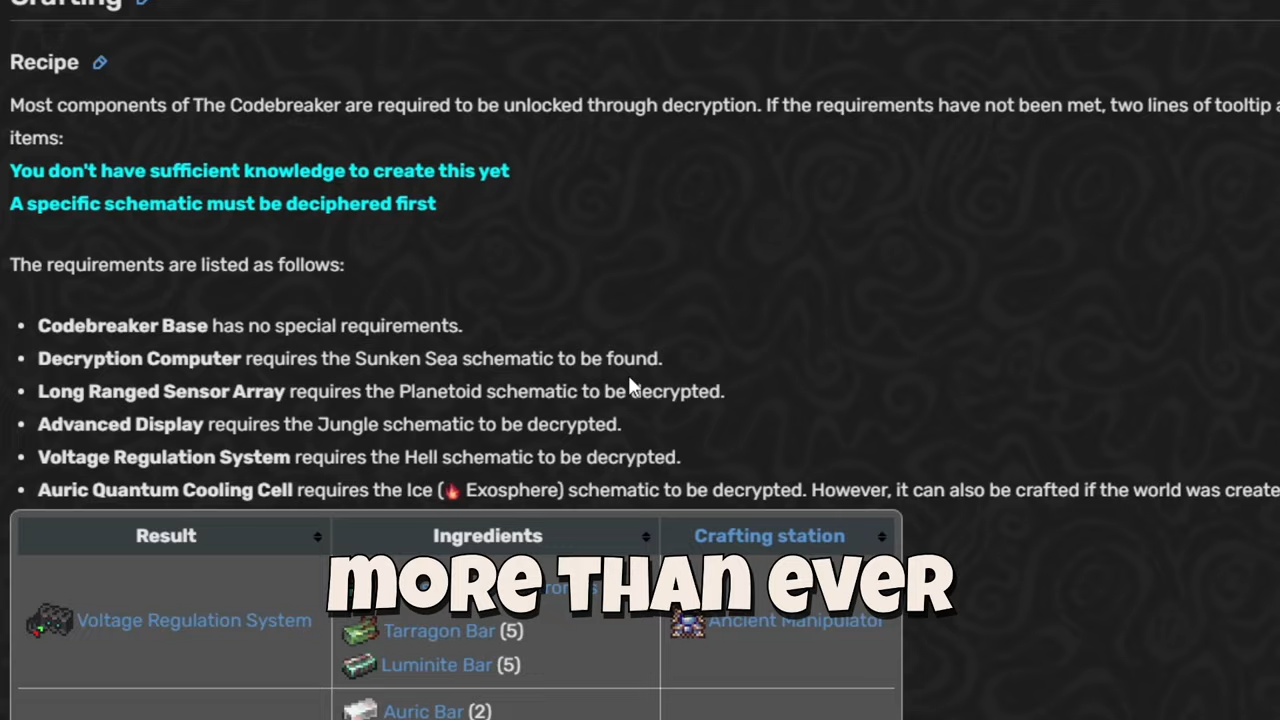 Crafting
Recipe
Most components of The Codebreaker are required to be unlocked through decryption. If the requirements have not been met, two lines of tooltip
items:
You don't have sufficient knowledge to create this yet
A specific schematic must be deciphered first
The requirements are listed as follows:
• Codebreaker Base has no special requirements.
• Decryption Computer requires the Sunken Sea schematic to be found.
• Long Ranged Sensor Array requires the Planetoid schematic to be decrypted.
• Advanced Display requires the Jungle schematic to be decrypted.
• Voltage Regulation System requires the Hell schematic to be decrypted.
• Auric Quantum Cooling Cell requires the Ice (Exosphere) schematic to be decrypted. However, it can also be crafted if the world was create
Result Ingredients Crafting station
more than ever
Voltage Regulation System
Ancient Manipulator
Tarragon Bar (5)
Luminite Bar (5)
Auric Bar (2)